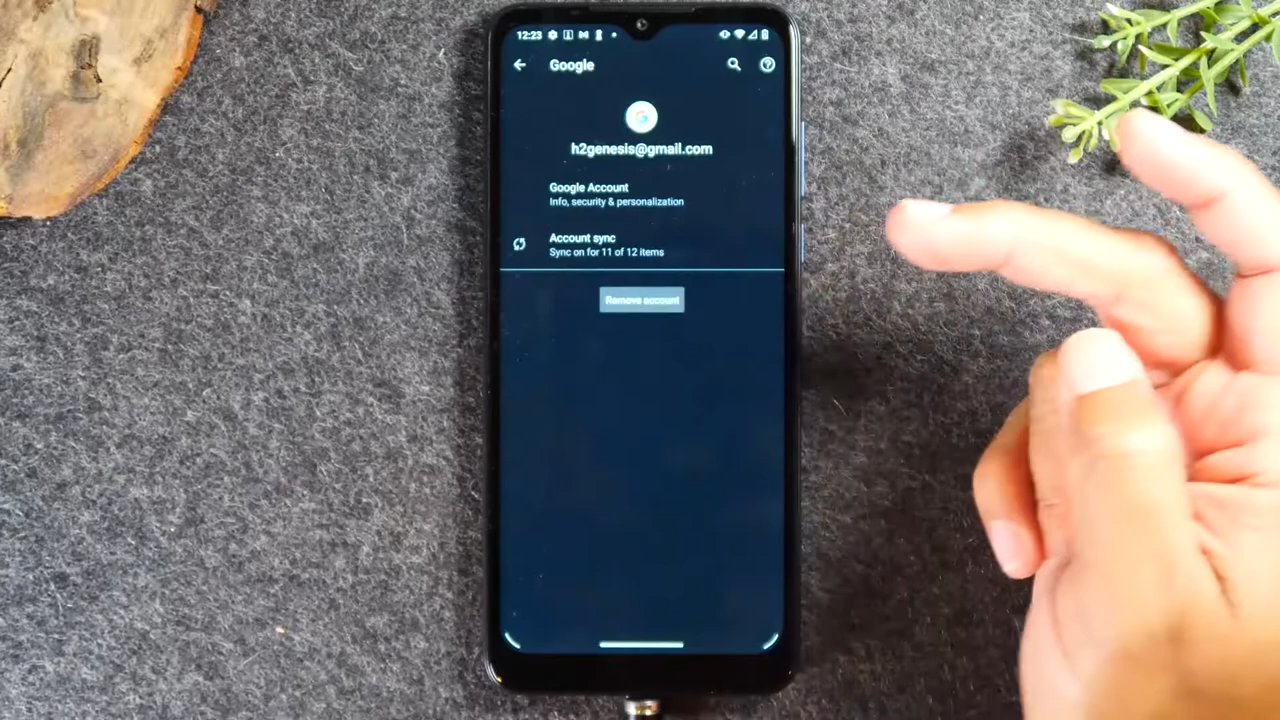 12:23
Google
h2genesis@gmail.com
Google Account
Info, security & personalization
Account sync
Sync on for 11 of 12 items
Remove account